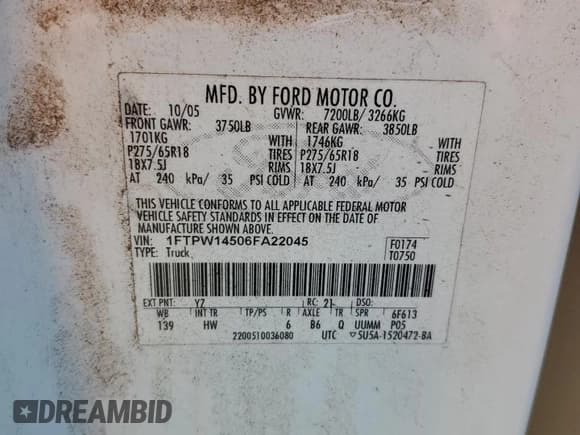 MFD. BY FORD MOTOR CO.
DATE: 10/05 GVWR: 7200LB/ 3266KG
FRONT GAWR: 3750LB REAR GAWR: 3850LB
1701KG WITH 1746KG WITH
P275/65R18 TIRES P275/65R18 TIRES
18X7.5J RIMS 18X7.5J RIMS
AT 240 kPa/ 35 PSI COLD AT 240 kPa/ 35 PSI COLD
THIS VEHICLE CONFORMS TO ALL APPLICABLE FEDERAL MOTOR
VEHICLE SAFETY STANDARDS IN EFFECT ON THE DATE OF
MANUFACTURE SHOWN ABOVE.
VIN: 1FTPW14506FA22045 F0174
TYPE: Truck T0750
EXT PNT: YZ RC: 21 DSO:
WB INT TR TP/PS R AXLE TR SPR 6F613
139 HW 6 B6 Q UUMM P05
2200510036080 UTC 5U5A-1520472-BA
DREAMBID